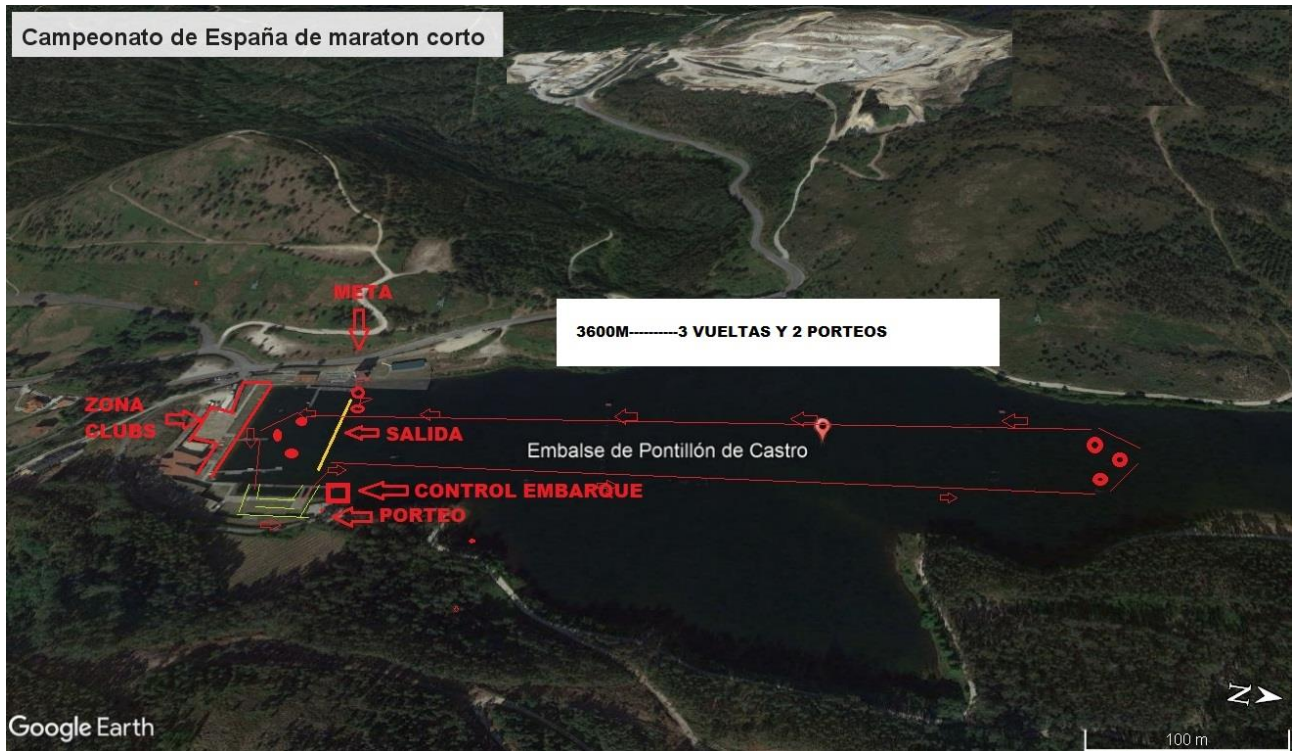 Campeonato de España de maraton corto
META
3600M----------3 VUELTAS Y 2 PORTEOS
ZONA
CLUBS
SALIDA
Embalse de Pontillón de Castro
CONTROL EMBARQUE
PORTEO
N
Google Earth
100 m